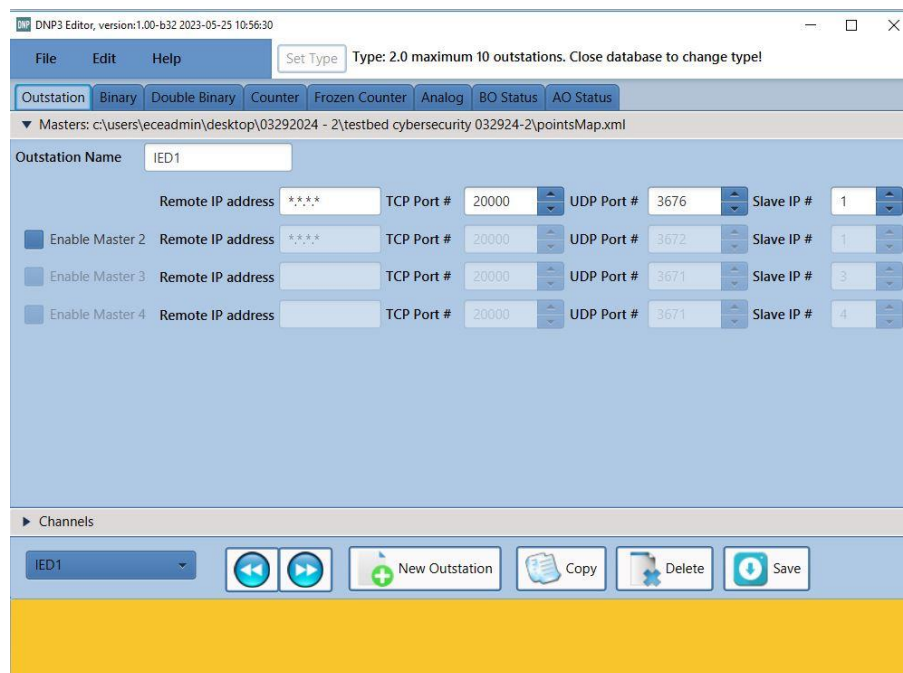 DNP DNP3 Editor, version:1.00-b32 2023-05-25 10:56:30
File Edit Help Set Type Type: 2.0 maximum 10 outstations. Close database to change type!
Outstation Binary Double Binary Counter Frozen Counter Analog BO Status AO Status
Masters: c:\users\eceadmin\desktop\03292024 - 2\testbed cybersecurity 032924-2\pointsMap.xml
Outstation Name IED1
Remote IP address *.*.*.* TCP Port # 20000 UDP Port # 3676 Slave IP # 1
Enable Master 2 Remote IP address *.*.*.* TCP Port # 20000 UDP Port # 3672 Slave IP # 1
Enable Master 3 Remote IP address TCP Port # 20000 UDP Port # 3671 Slave IP # 3
Enable Master 4 Remote IP address TCP Port # 20000 UDP Port # 3671 Slave IP # 4
Channels
IED1 New Outstation Copy Delete Save